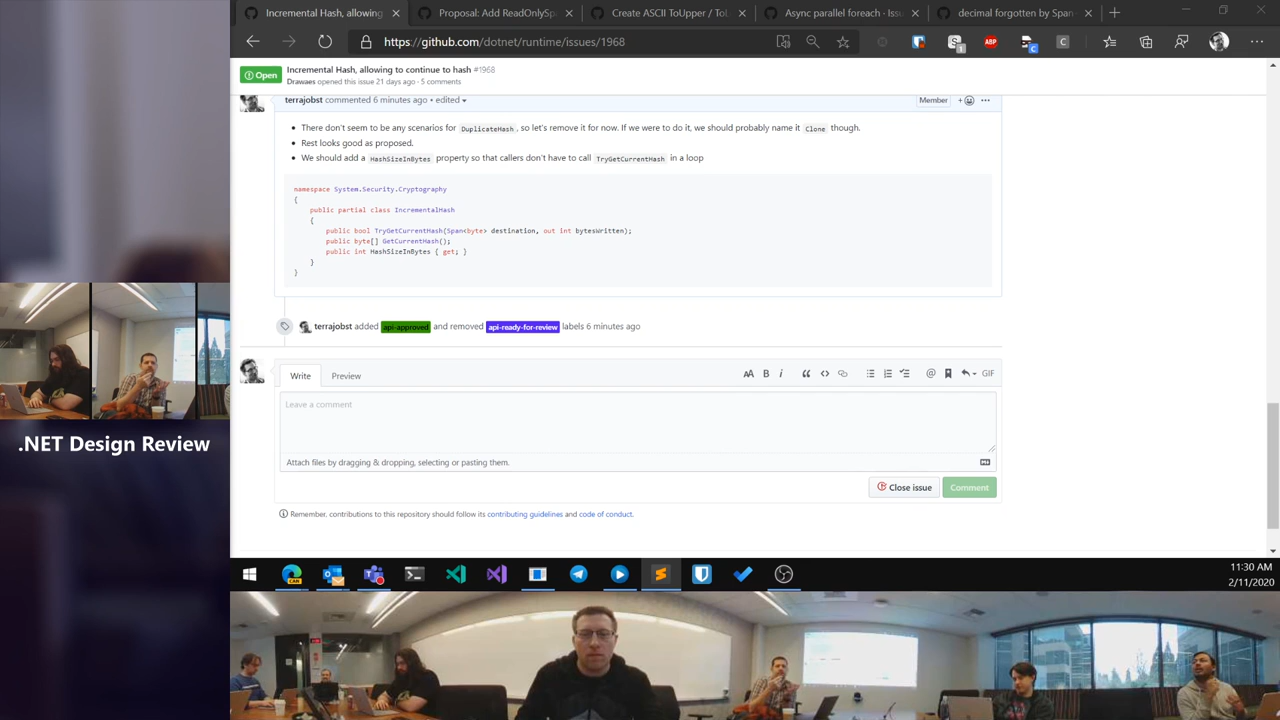 Incremental Hash, allowing
Proposal: Add ReadOnlySp
Create ASCII ToUpper / ToL
Async parallel foreach · Issu
decimal forgotten by Span
https://github.com/dotnet/runtime/issues/1968
Open
Incremental Hash, allowing to continue to hash #1968
Drawaes opened this issue 21 days ago · 5 comments
terrajobst commented 6 minutes ago • edited
Member
There don't seem to be any scenarios for DuplicateHash, so let's remove it for now. If we were to do it, we should probably name it Clone though.
Rest looks good as proposed.
We should add a HashSizeInBytes property so that callers don't have to call TryGetCurrentHash in a loop
namespace System.Security.Cryptography
{
public partial class IncrementalHash
{
public bool TryGetCurrentHash(Span<byte> destination, out int bytesWritten);
public byte[] GetCurrentHash();
public int HashSizeInBytes { get; }
}
}
terrajobst added api-approved and removed api-ready-for-review labels 6 minutes ago
Write
Preview
AA B i GIF
Leave a comment
Attach files by dragging & dropping, selecting or pasting them.
Close issue
Comment
Remember, contributions to this repository should follow its contributing guidelines and code of conduct.
.NET Design Review
11:30 AM
2/11/2020